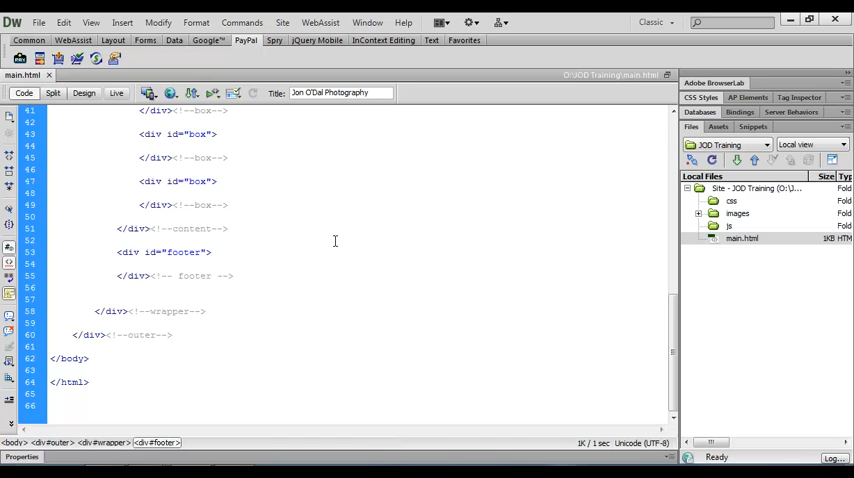 DW File Edit View Insert Modify Format Commands Site WebAssist Window Help Classic
Common WebAssist Layout Forms Data Google™ PayPal Spry jQuery Mobile InContext Editing Text Favorites
main.html O:\JOD Training\main.html
Code Split Design Live Title: Jon O'Dal Photography
41 </div><!--box-->
42
43 <div id="box">
44
45 </div><!--box-->
46
47 <div id="box">
48
49 </div><!--box-->
50
51 </div><!--content-->
52
53 <div id="footer">
54
55 </div><!-- footer -->
56
57
58 </div><!--wrapper-->
59
60 </div><!--outer-->
61
62 </body>
63
64 </html>
65
66
<body> <div#outer> <div#wrapper> <div#footer> 1K / 1 sec Unicode (UTF-8)
Properties
Adobe BrowserLab
CSS Styles AP Elements Tag Inspector
Databases Bindings Server Behaviors
Files Assets Snippets
JOD Training Local view
Local Files Size Typ
Site - JOD Training (O:\J... Fold
css Fold
images Fold
js Fold
main.html 1KB HTM
Ready Log...